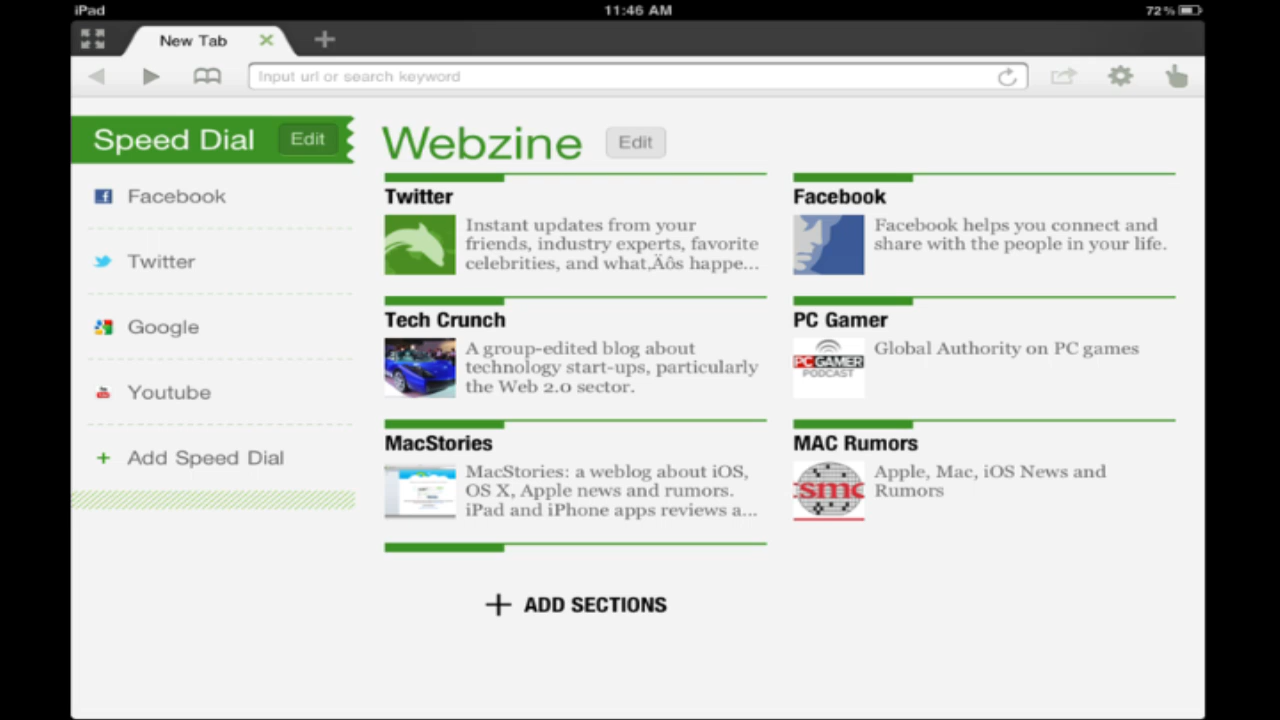 iPad
11:46 AM
72%
New Tab
Input url or search keyword
Speed Dial
Edit
Facebook
Twitter
Google
Youtube
Add Speed Dial
Webzine
Edit
Twitter
Instant updates from your
friends, industry experts, favorite
celebrities, and what‚Äôs happe...
Facebook
Facebook helps you connect and
share with the people in your life.
Tech Crunch
A group-edited blog about
technology start-ups, particularly
the Web 2.0 sector.
PC Gamer
PC GAMER
PODCAST
Global Authority on PC games
MacStories
MacStories: a weblog about iOS,
OS X, Apple news and rumors.
iPad and iPhone apps reviews a...
MAC Rumors
smc
Apple, Mac, iOS News and
Rumors
ADD SECTIONS